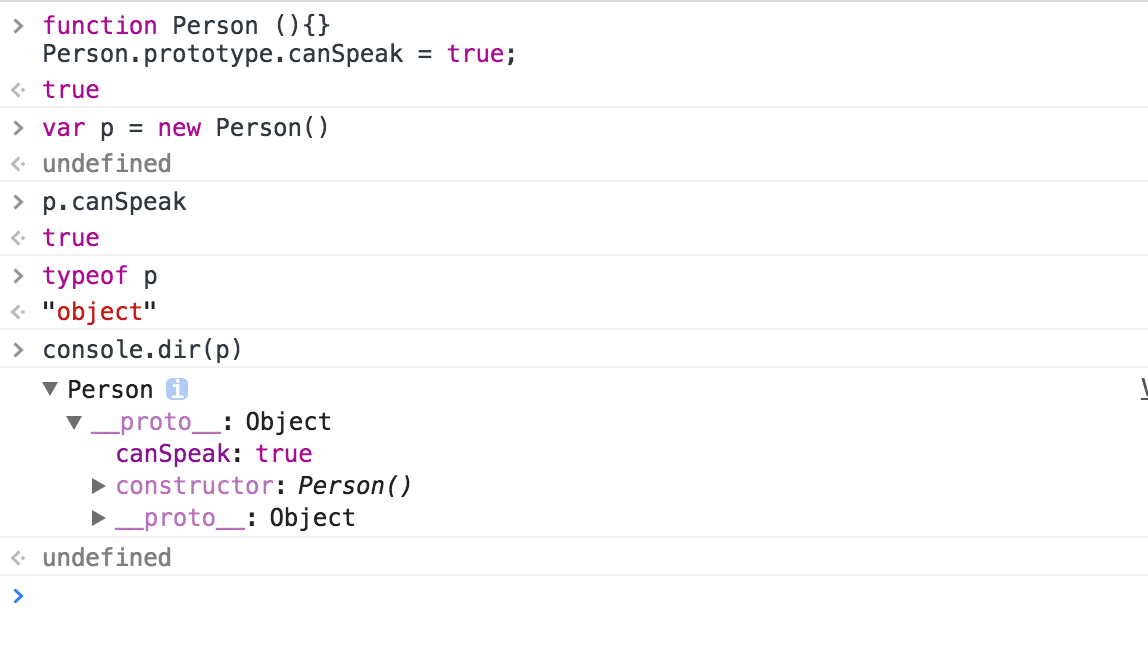 > function Person (){}
Person.prototype.canSpeak = true;
true
> var p = new Person()
undefined
> p.canSpeak
true
> typeof p
"object"
> console.dir(p)
▼ Person i
▼ __proto__: Object
canSpeak: true
▶ constructor: Person()
▶ __proto__: Object
undefined
>